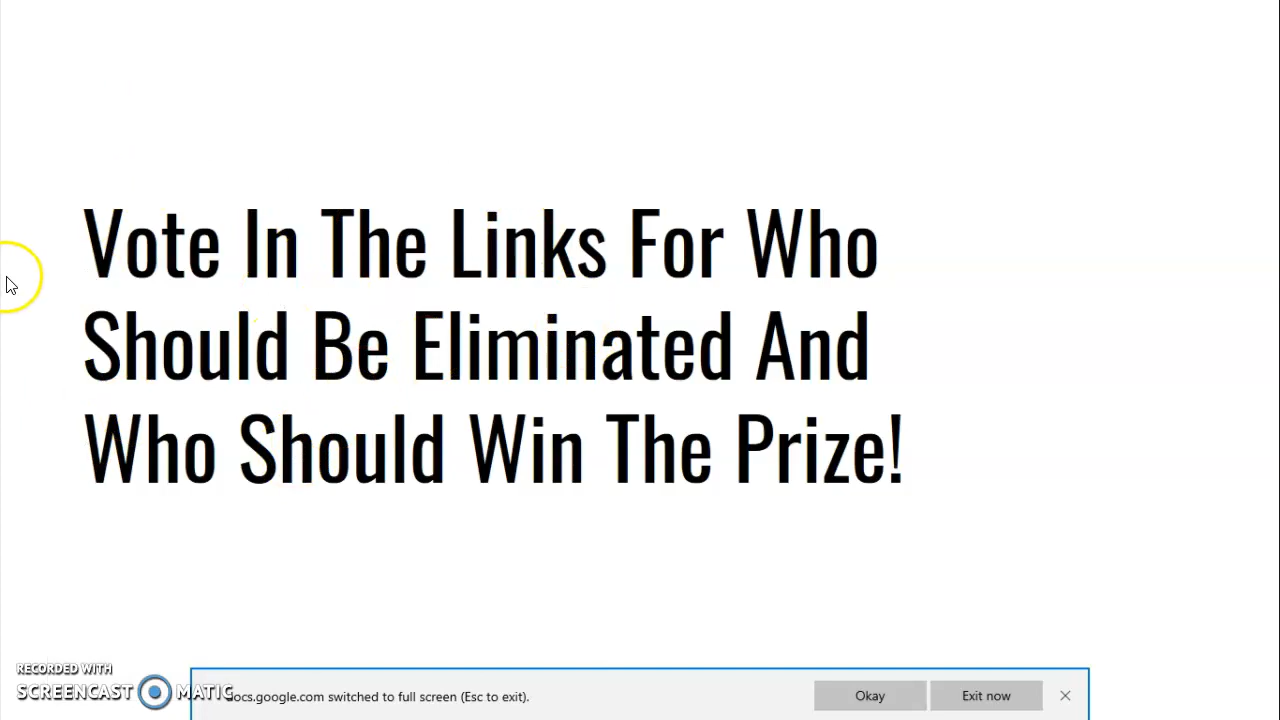 Vote In The Links For Who
Should Be Eliminated And
Who Should Win The Prize!
RECORDED WITH
SCREENCAST MATIC
docs.google.com switched to full screen (Esc to exit).
Okay
Exit now